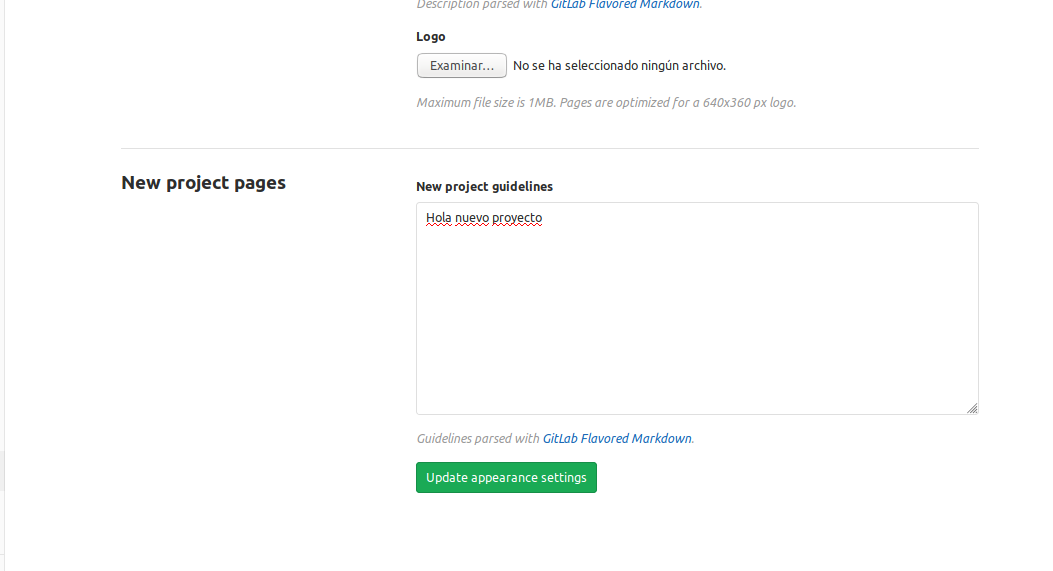 Description parsed with GitLab Flavored Markdown.
Logo
Examinar... No se ha seleccionado ningún archivo.
Maximum file size is 1MB. Pages are optimized for a 640x360 px logo.
New project pages
New project guidelines
Hola nuevo proyecto
Guidelines parsed with GitLab Flavored Markdown.
Update appearance settings